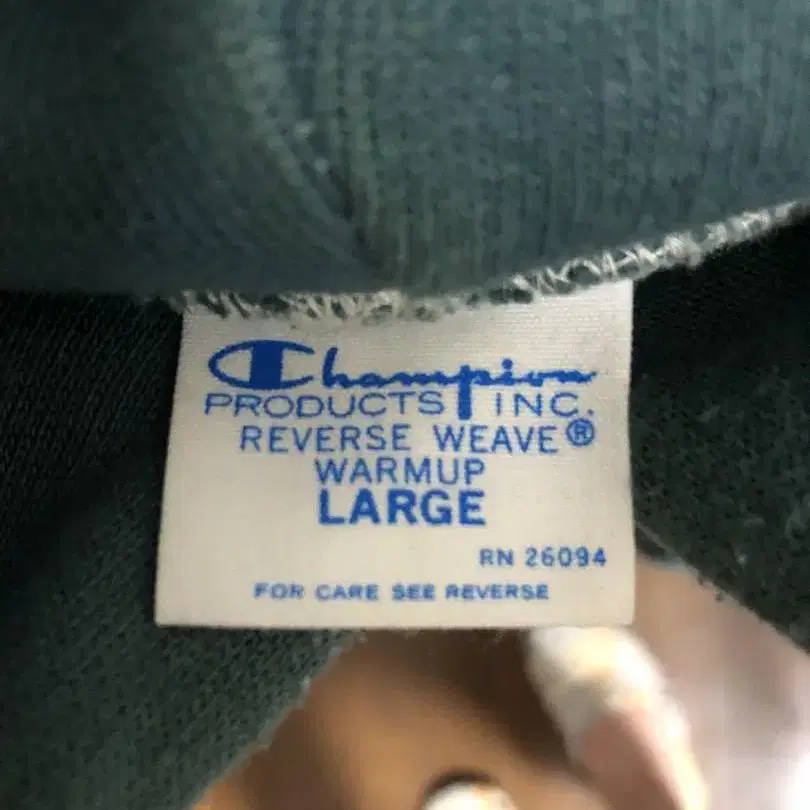 Champion
PRODUCTS INC.
REVERSE WEAVE®
WARMUP
LARGE
RN 26094
FOR CARE SEE REVERSE